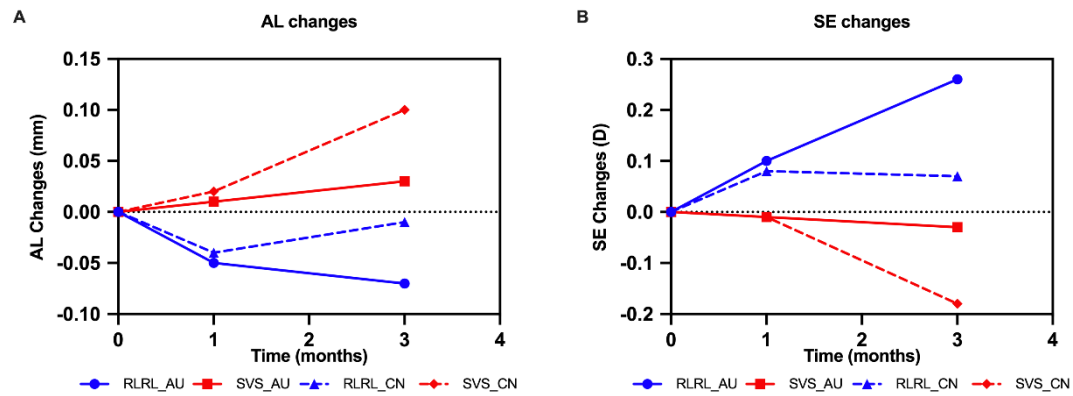 A
AL changes
AL Changes (mm)
0.15
0.10
0.05
0.00
-0.05
-0.10
0 1 2 3 4
Time (months)
RLRL_AU SVS_AU RLRL_CN SVS_CN
B
SE changes
SE Changes (D)
0.3
0.2
0.1
0.0
-0.1
-0.2
0 1 2 3 4
Time (months)
RLRL_AU SVS_AU RLRL_CN SVS_CN